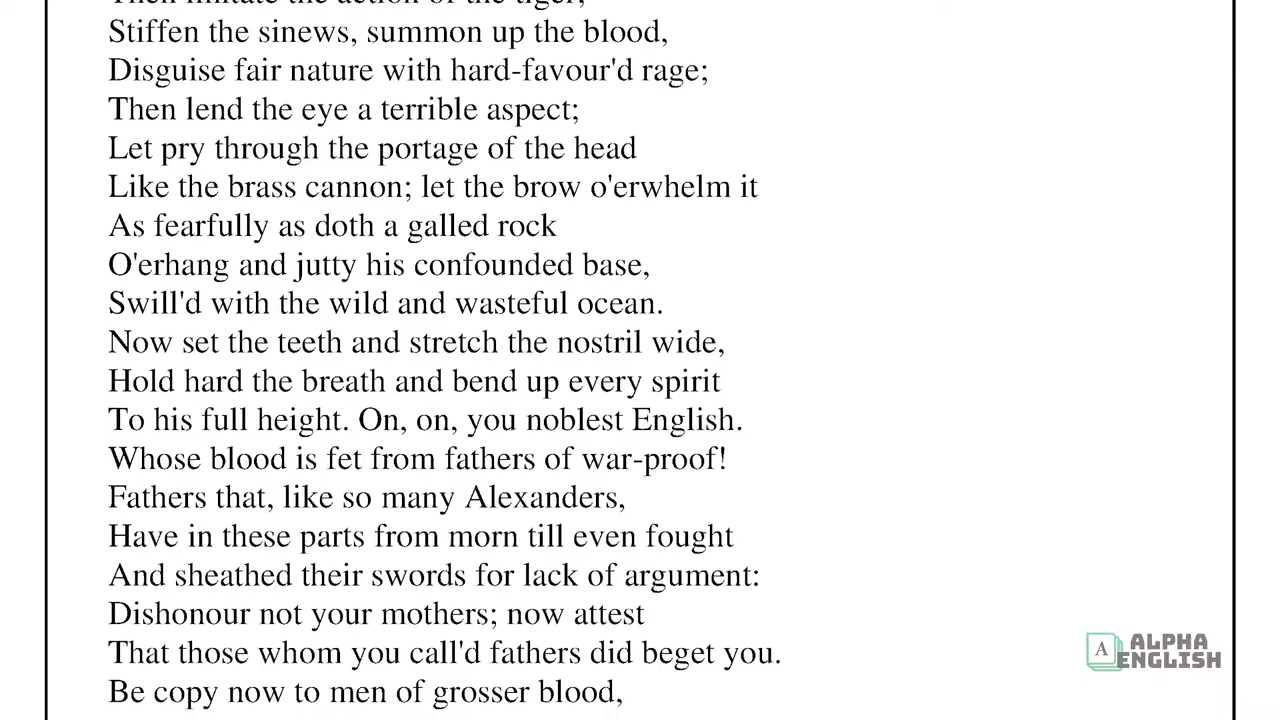 Then imitate the action of the tiger;
Stiffen the sinews, summon up the blood,
Disguise fair nature with hard-favour'd rage;
Then lend the eye a terrible aspect;
Let pry through the portage of the head
Like the brass cannon; let the brow o'erwhelm it
As fearfully as doth a galled rock
O'erhang and jutty his confounded base,
Swill'd with the wild and wasteful ocean.
Now set the teeth and stretch the nostril wide,
Hold hard the breath and bend up every spirit
To his full height. On, on, you noblest English.
Whose blood is fet from fathers of war-proof!
Fathers that, like so many Alexanders,
Have in these parts from morn till even fought
And sheathed their swords for lack of argument:
Dishonour not your mothers; now attest
That those whom you call'd fathers did beget you.
Be copy now to men of grosser blood,
A ALPHA
ENGLISH